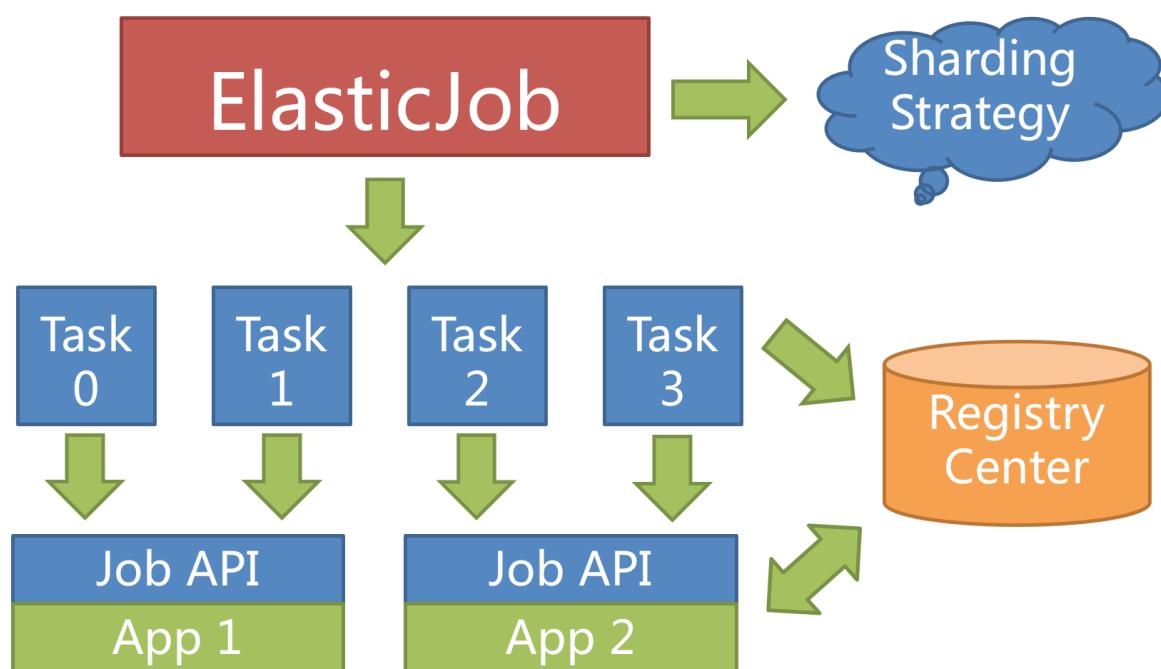 ElasticJob
Sharding
Strategy
Task
0
Task
1
Task
2
Task
3
Registry
Center
Job API
App 1
Job API
App 2